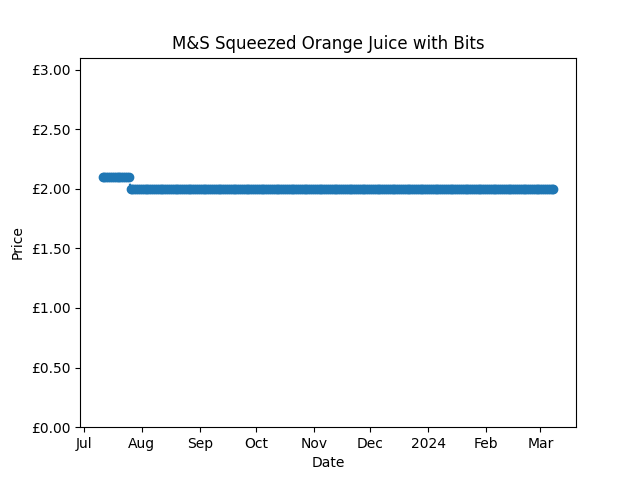 M&S Squeezed Orange Juice with Bits
£3.00
£2.50
£2.00
£1.50
£1.00
£0.50
£0.00
Price
Jul Aug Sep Oct Nov Dec 2024 Feb Mar
Date